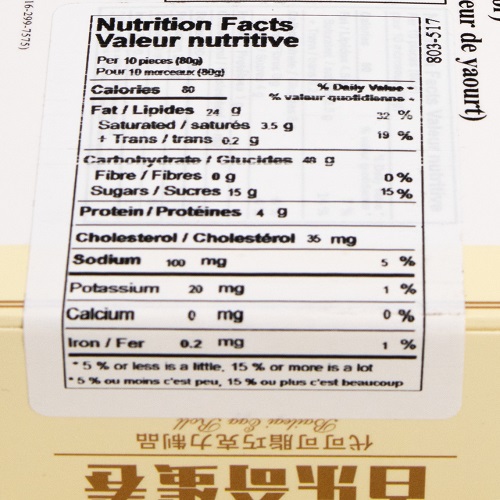 16-299-7575)
803-517
eur de yaourt)
Nutrition Facts
Valeur nutritive
Per 10 pieces (80g)
Pour 10 morceaux (80g)
Calories 80
% Daily Value *
% valeur quotidienne *
Fat / Lipides 24 g 32 %
Saturated / saturés 3.5 g
+ Trans / trans 0.2 g 19 %
Carbohydrate / Glucides 48 g
Fibre / Fibres 0 g 0 %
Sugars / Sucres 15 g 15 %
Protein / Protéines 4 g
Cholesterol / Cholestérol 35 mg
Sodium 100 mg 5 %
Potassium 20 mg 1 %
Calcium 0 mg 0 %
Iron / Fer 0.2 mg 1 %
* 5 % or less is a little, 15 % or more is a lot
* 5 % ou moins c'est peu, 15 % ou plus c'est beaucoup
Egg Roll
代可可脂巧克力制品